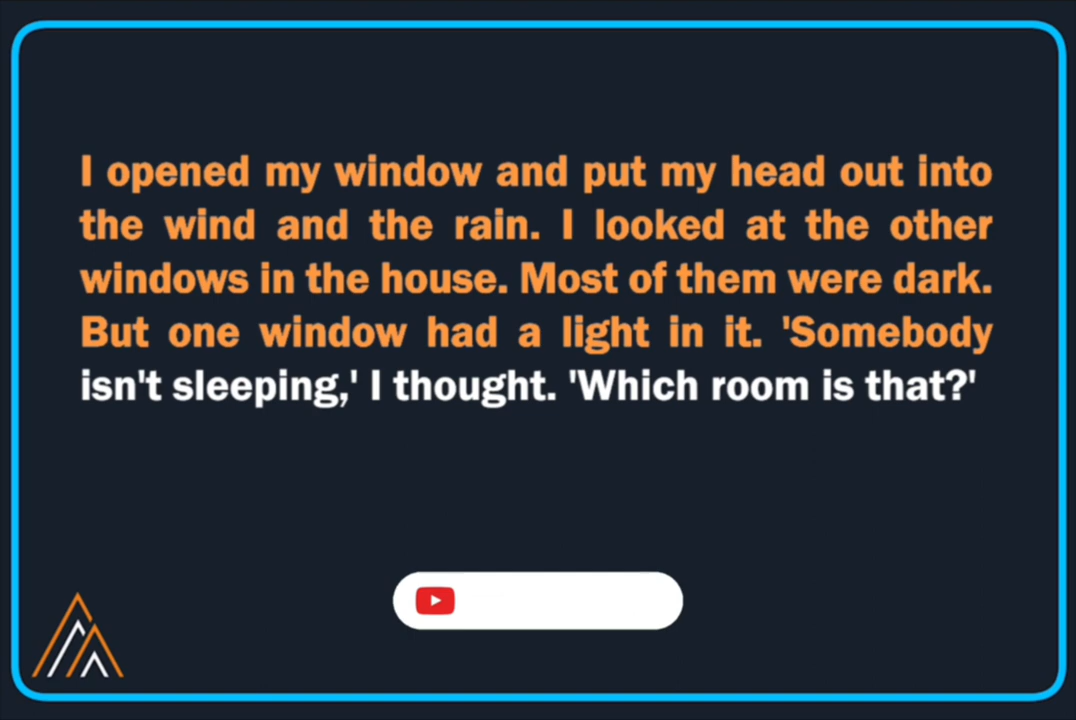 I opened my window and put my head out into
the wind and the rain. I looked at the other
windows in the house. Most of them were dark.
But one window had a light in it. 'Somebody
isn't sleeping,' I thought. 'Which room is that?'